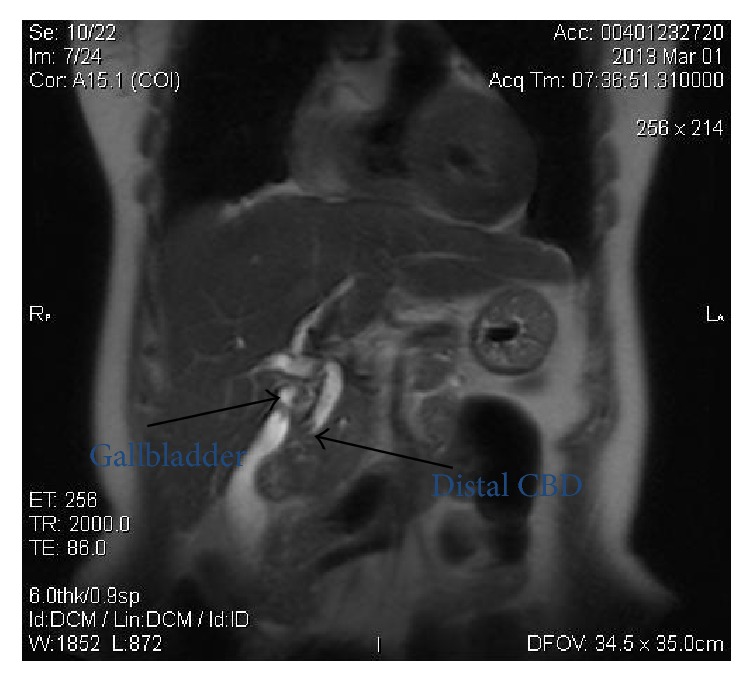 Se: 10/22
Im: 7/24
Cor: A15.1 (COI)
Acc: 00401232720
2013 Mar 01
Acq Tm: 07:36:51.310000
256 x 214
RP
LA
Gallbladder
Distal CBD
ET: 256
TR: 2000.0
TE: 86.0
6.0thk/0.9sp
Id:DCM / Lin:DCM / Id:ID
W:1852 L:872
DFOV: 34.5 x 35.0cm